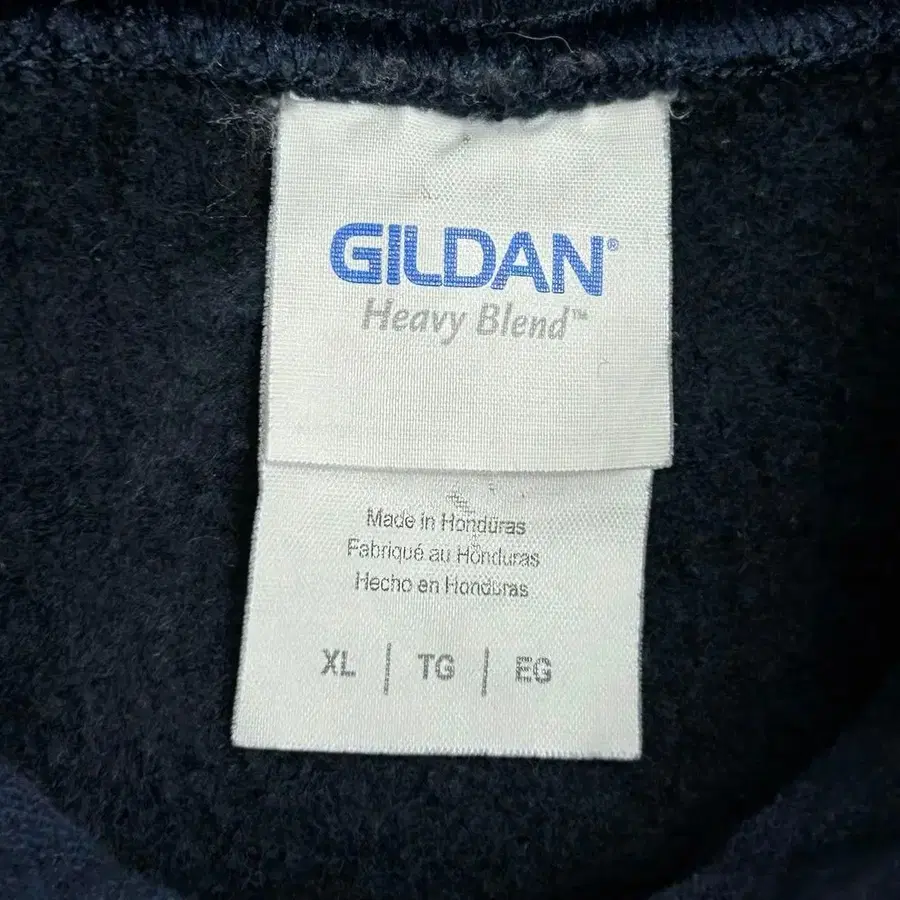 GILDAN®
Heavy Blend™
Made in Honduras
Fabriqué au Honduras
Hecho en Honduras
XL | TG | EG